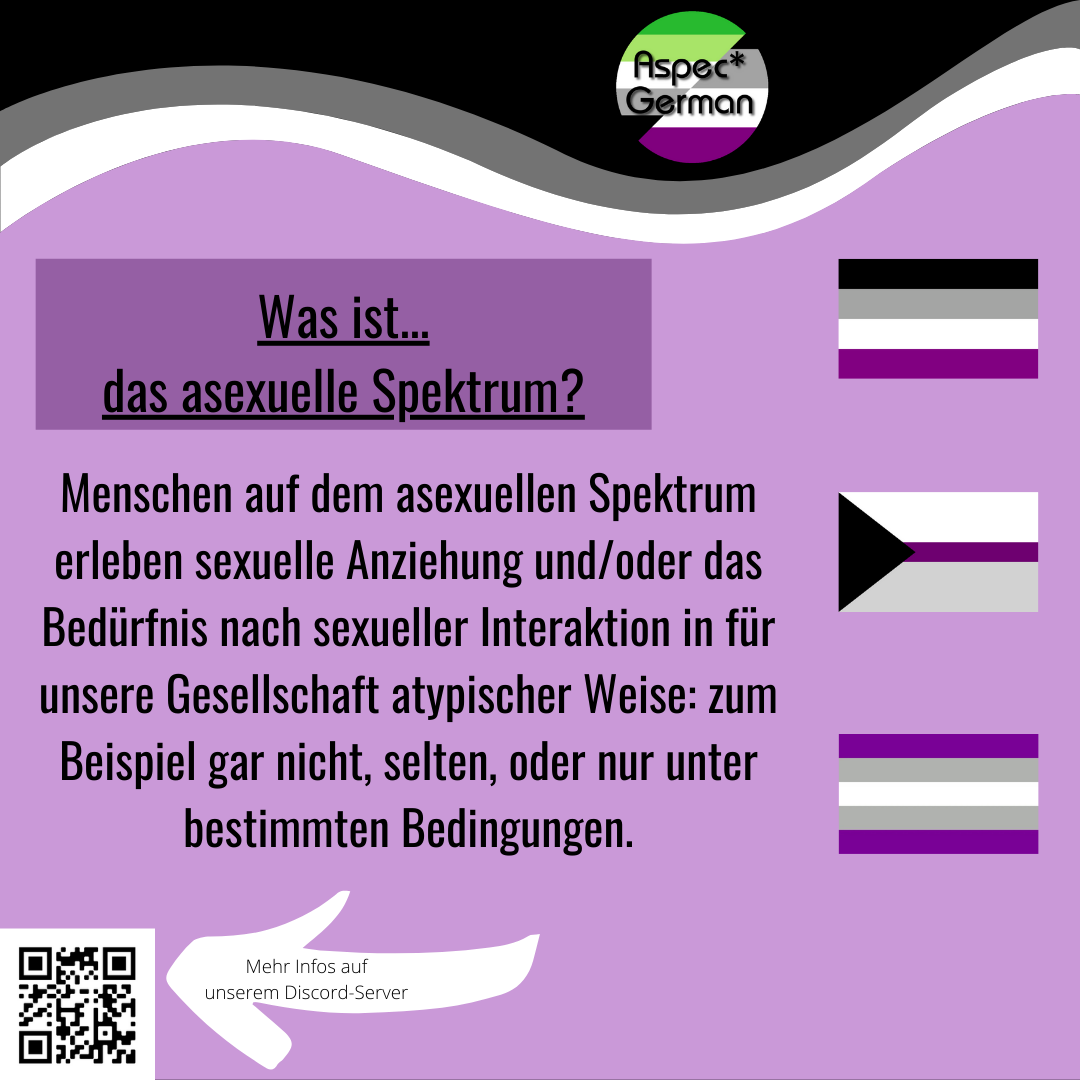 Aspec*
German
Was ist...
das asexuelle Spektrum?
Menschen auf dem asexuellen Spektrum
erleben sexuelle Anziehung und/oder das
Bedürfnis nach sexueller Interaktion in für
unsere Gesellschaft atypischer Weise: zum
Beispiel gar nicht, selten, oder nur unter
bestimmten Bedingungen.
Mehr Infos auf
unserem Discord-Server